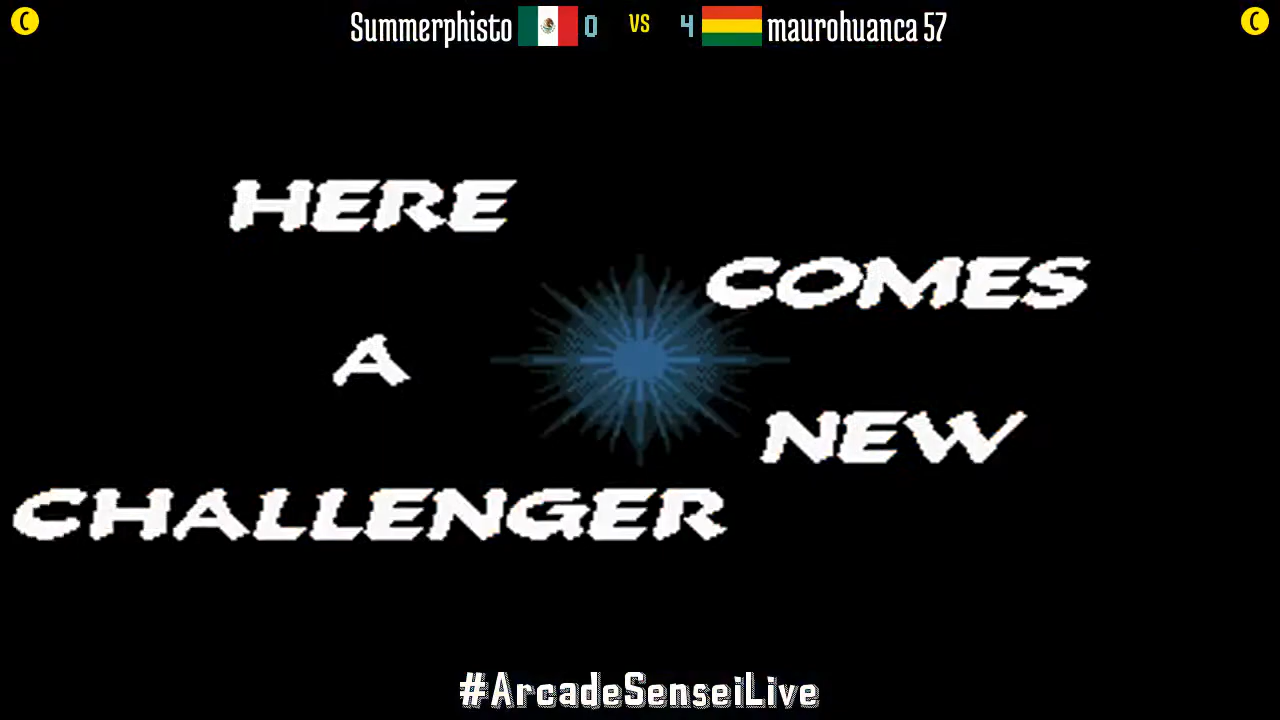 C Summerphisto 0 VS 4 maurohuanca 57 C
HERE
COMES
A
NEW
CHALLENGER
#ArcadeSenseiLive